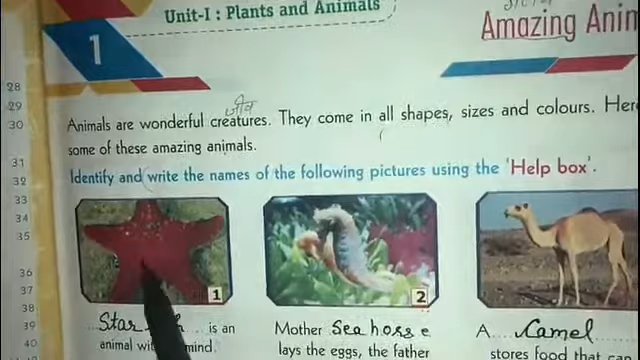 Unit-I : Plants and Animals
1
Amazing Anim
जीव
28
29
30
31
32
33
34
35
36
37
38
39
40
Animals are wonderful creatures. They come in all shapes, sizes and colours. Here
some of these amazing animals.
Identify and write the names of the following pictures using the 'Help box'.
1
2
Star is an
animal mind.
Mother Seahorse
lays the eggs, the father
A Camel
stores food that can